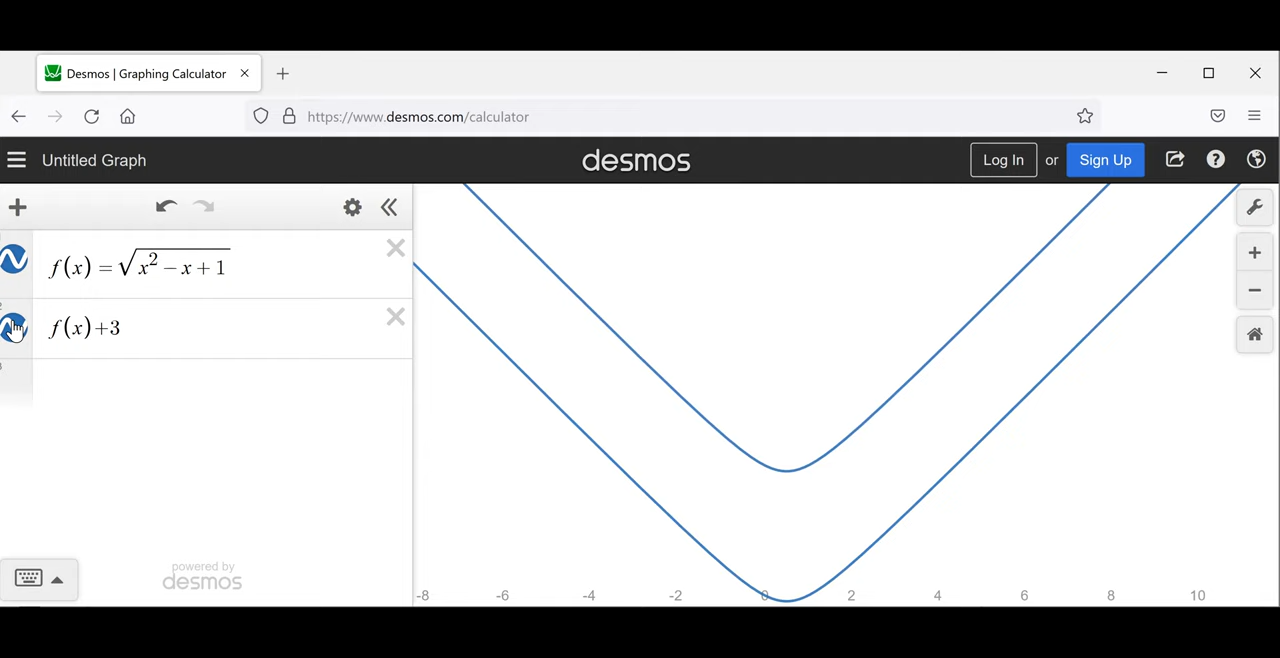 Desmos | Graphing Calculator
https://www.desmos.com/calculator
Untitled Graph
desmos
Log In or Sign Up
f(x) = √(x² − x + 1)
2
f(x)+3
powered by
desmos
-8 -6 -4 -2 0 2 4 6 8 10